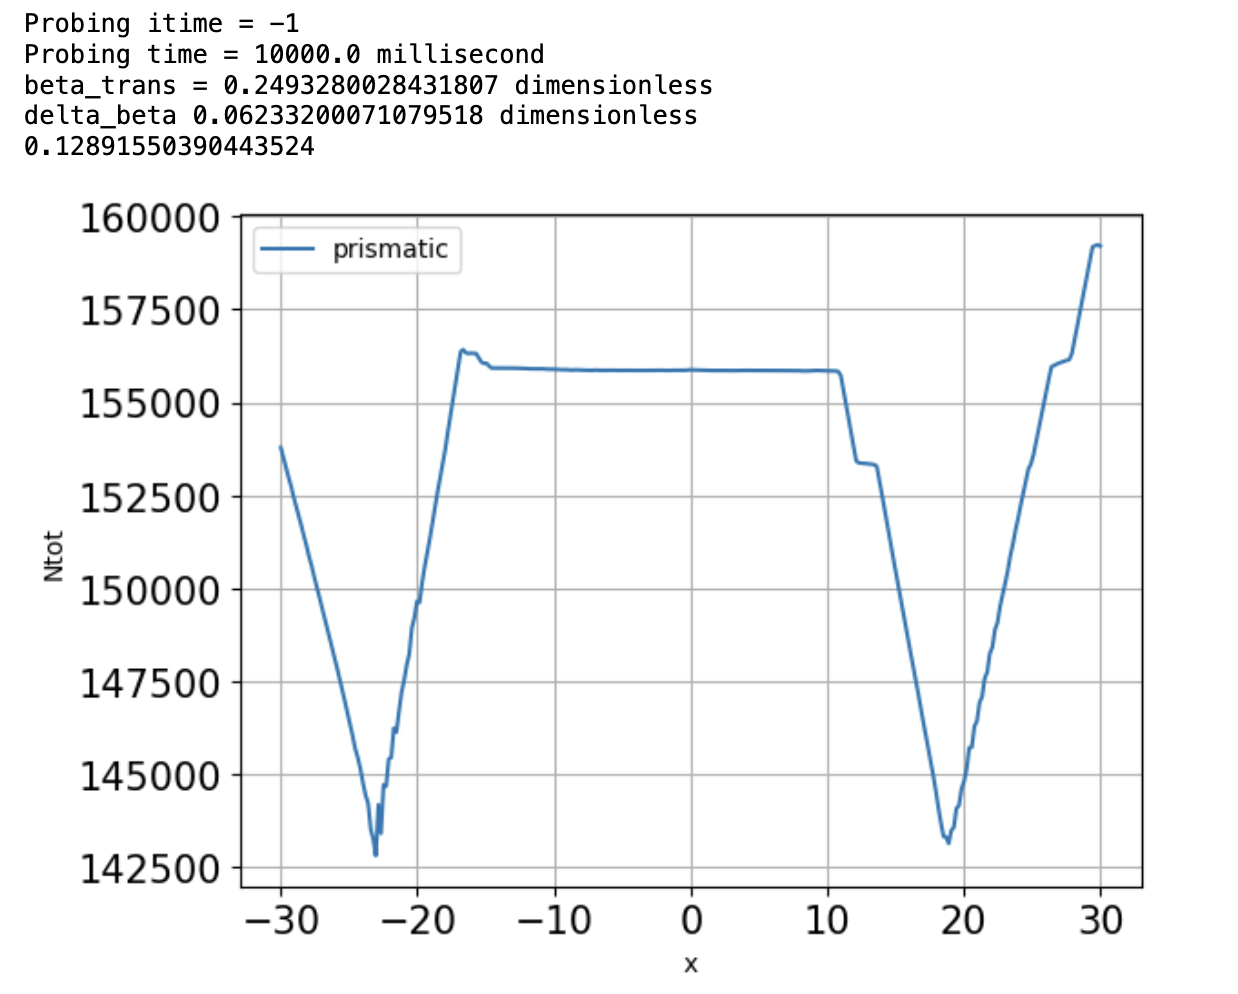 Probing itime = -1
Probing time = 10000.0 millisecond
beta_trans = 0.2493280028431807 dimensionless
delta_beta 0.06233200071079518 dimensionless
0.12891550390443524
160000
prismatic
157500
155000
152500
Ntot
150000
147500
145000
142500
−30 −20 −10 0 10 20 30
x